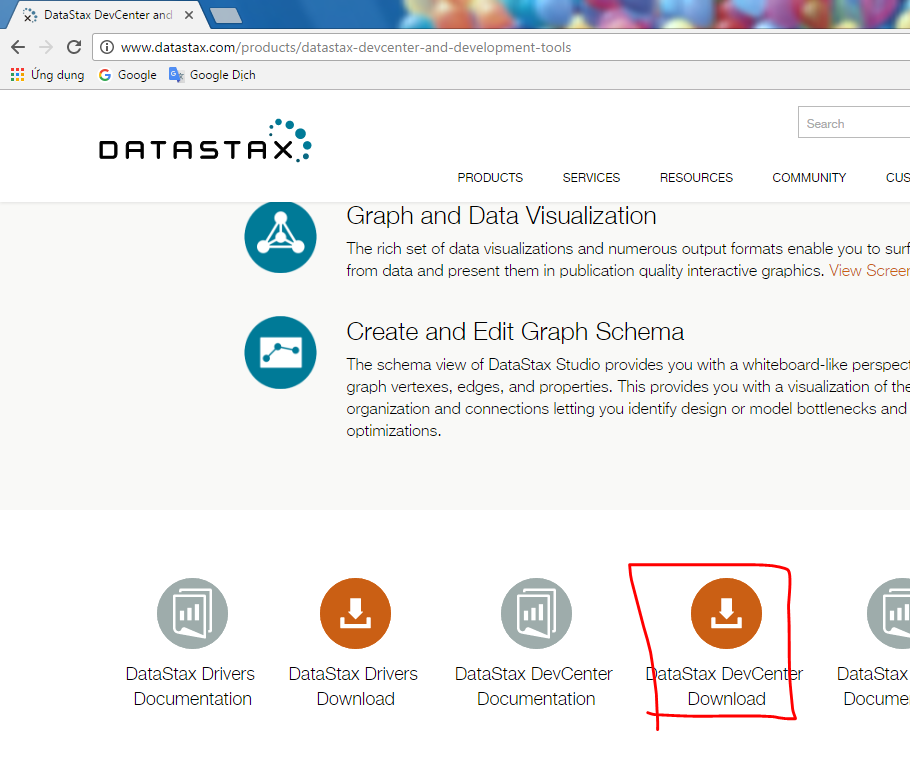 DataStax DevCenter and
www.datastax.com/products/datastax-devcenter-and-development-tools
Ứng dụng Google Google Dịch
DATASTAX
Search
PRODUCTS SERVICES RESOURCES COMMUNITY CUS
Graph and Data Visualization
The rich set of data visualizations and numerous output formats enable you to surf
from data and present them in publication quality interactive graphics. View Screen
Create and Edit Graph Schema
The schema view of DataStax Studio provides you with a whiteboard-like perspect
graph vertexes, edges, and properties. This provides you with a visualization of the
organization and connections letting you identify design or model bottlenecks and
optimizations.
DataStax Drivers DataStax Drivers DataStax DevCenter DataStax DevCenter DataStax
Documentation Download Documentation Download Docume